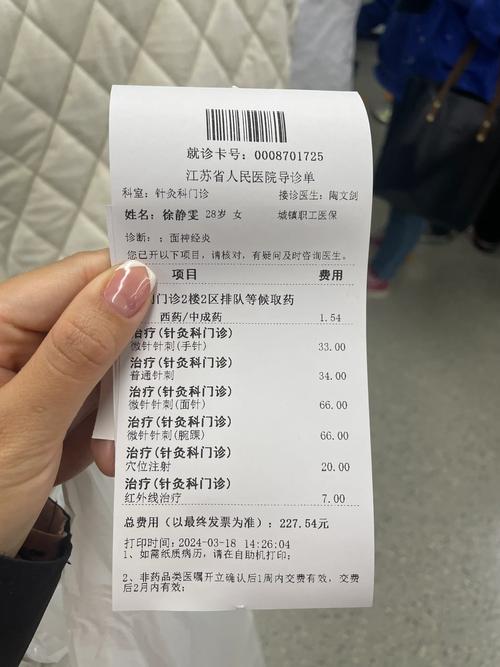 就诊卡号：0008701725
江苏省人民医院导诊单
科室：针灸科门诊 接诊医生：陶文剑
姓名：徐静雯 28岁 女 城镇职工医保
诊断：；面神经炎
您已开以下项目，请核对，有疑问及时咨询医生。
项目 费用
门诊2楼2区排队等候取药
西药/中成药 1.54
治疗(针灸科门诊)
微针针刺(手针) 33.00
治疗(针灸科门诊)
普通针刺 34.00
治疗(针灸科门诊)
微针针刺(面针) 66.00
治疗(针灸科门诊)
微针针刺(腕踝) 66.00
治疗(针灸科门诊)
穴位注射 20.00
治疗(针灸科门诊)
红外线治疗 7.00
总费用（以最终发票为准）：227.54元
打印时间：2024-03-18 14:26:04
1、如需纸质病历，请在自助机打印；
2、非药品类医嘱开立确认后1周内交费有效，交费
后2月内有效；